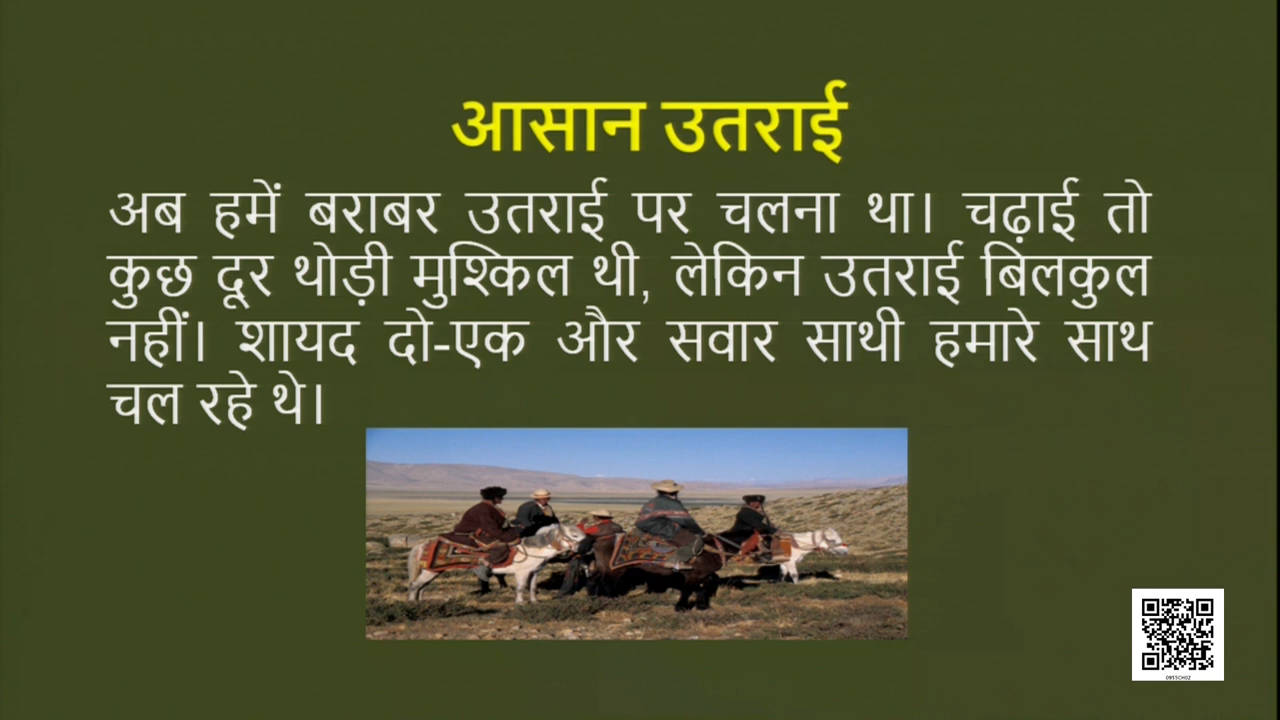 आसान उतराई
अब हमें बराबर उतराई पर चलना था। चढ़ाई तो
कुछ दूर थोड़ी मुश्किल थी, लेकिन उतराई बिलकुल
नहीं। शायद दो-एक और सवार साथी हमारे साथ
चल रहे थे।
0955CH02